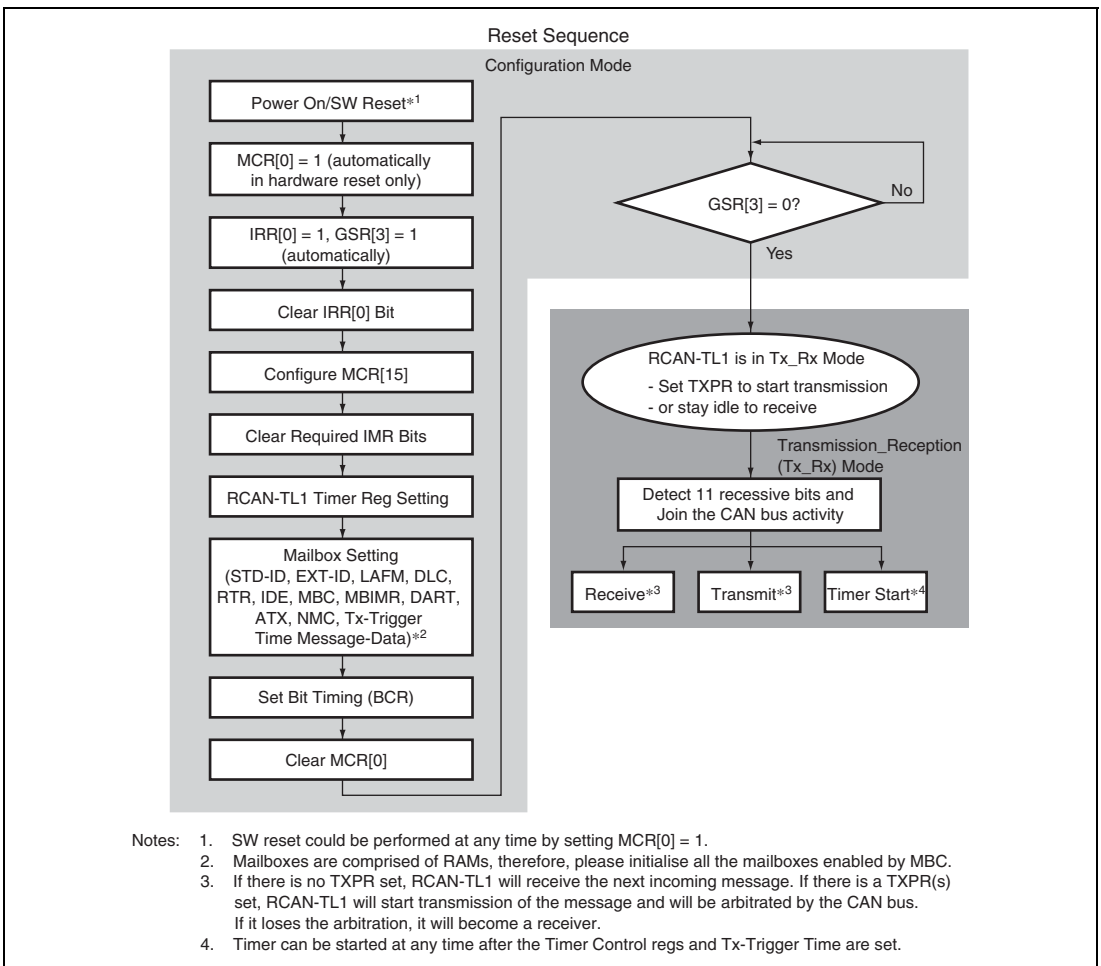 Reset Sequence
Configuration Mode
Power On/SW Reset*1
MCR[0] = 1 (automatically
in hardware reset only)
IRR[0] = 1, GSR[3] = 1
(automatically)
Clear IRR[0] Bit
Configure MCR[15]
Clear Required IMR Bits
RCAN-TL1 Timer Reg Setting
Mailbox Setting
(STD-ID, EXT-ID, LAFM, DLC,
RTR, IDE, MBC, MBIMR, DART,
ATX, NMC, Tx-Trigger
Time Message-Data)*2
Set Bit Timing (BCR)
Clear MCR[0]
GSR[3] = 0?
No
Yes
RCAN-TL1 is in Tx_Rx Mode
- Set TXPR to start transmission
- or stay idle to receive
Transmission_Reception
(Tx_Rx) Mode
Detect 11 recessive bits and
Join the CAN bus activity
Receive*3
Transmit*3
Timer Start*4
Notes: 1. SW reset could be performed at any time by setting MCR[0] = 1.
2. Mailboxes are comprised of RAMs, therefore, please initialise all the mailboxes enabled by MBC.
3. If there is no TXPR set, RCAN-TL1 will receive the next incoming message. If there is a TXPR(s)
set, RCAN-TL1 will start transmission of the message and will be arbitrated by the CAN bus.
If it loses the arbitration, it will become a receiver.
4. Timer can be started at any time after the Timer Control regs and Tx-Trigger Time are set.